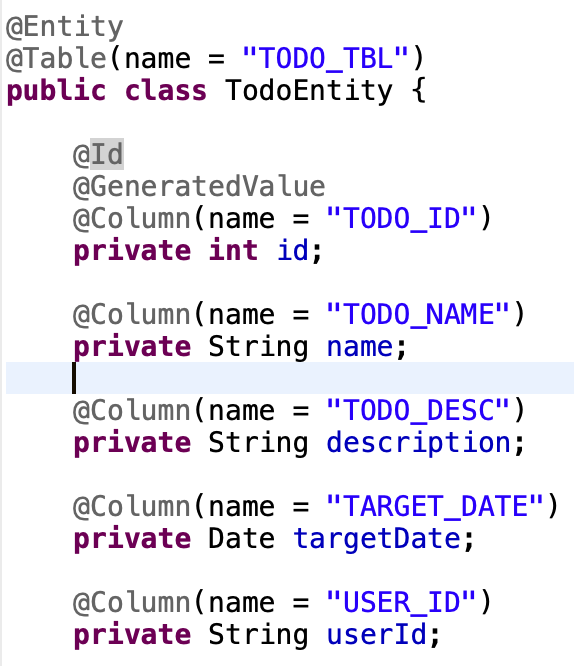 @Entity
@Table(name = "TODO_TBL")
public class TodoEntity {
@Id
@GeneratedValue
@Column(name = "TODO_ID")
private int id;
@Column(name = "TODO_NAME")
private String name;
@Column(name = "TODO_DESC")
private String description;
@Column(name = "TARGET_DATE")
private Date targetDate;
@Column(name = "USER_ID")
private String userId;